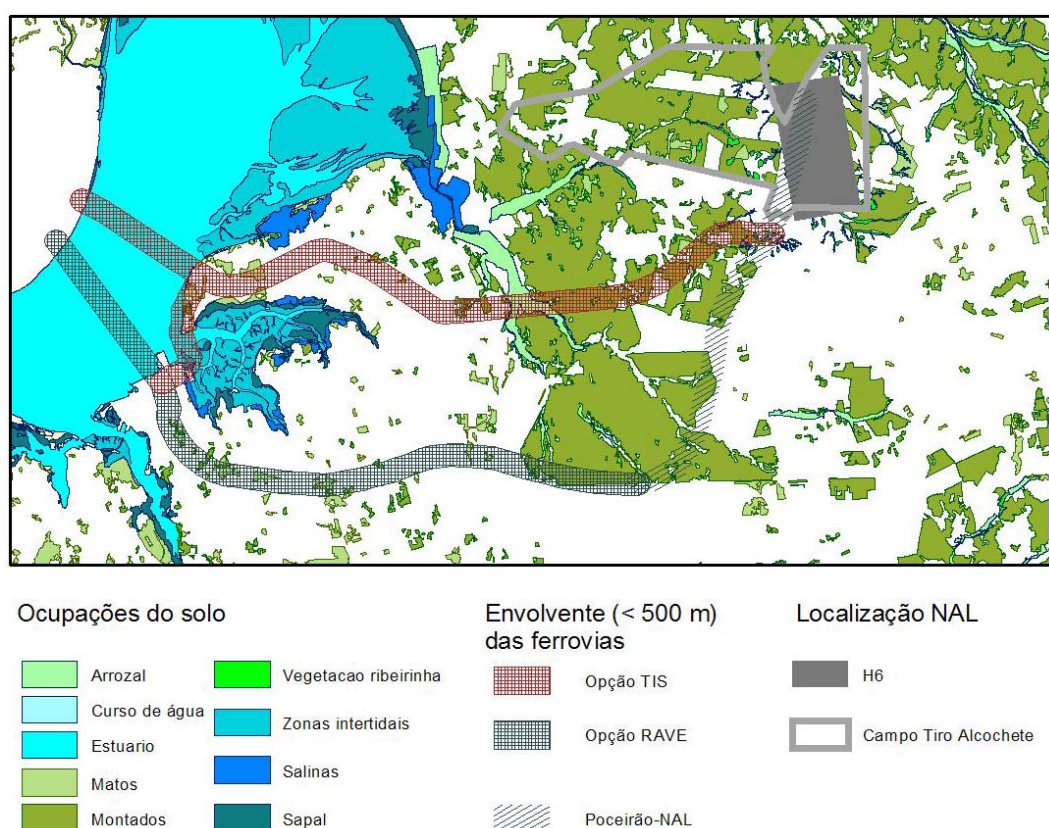 Ocupações do solo
Arrozal
Curso de água
Estuario
Matos
Montados
Vegetacao ribeirinha
Zonas intertidais
Salinas
Sapal
Envolvente (< 500 m)
das ferrovias
Opção TIS
Opção RAVE
Poceirão-NAL
Localização NAL
H6
Campo Tiro Alcochete